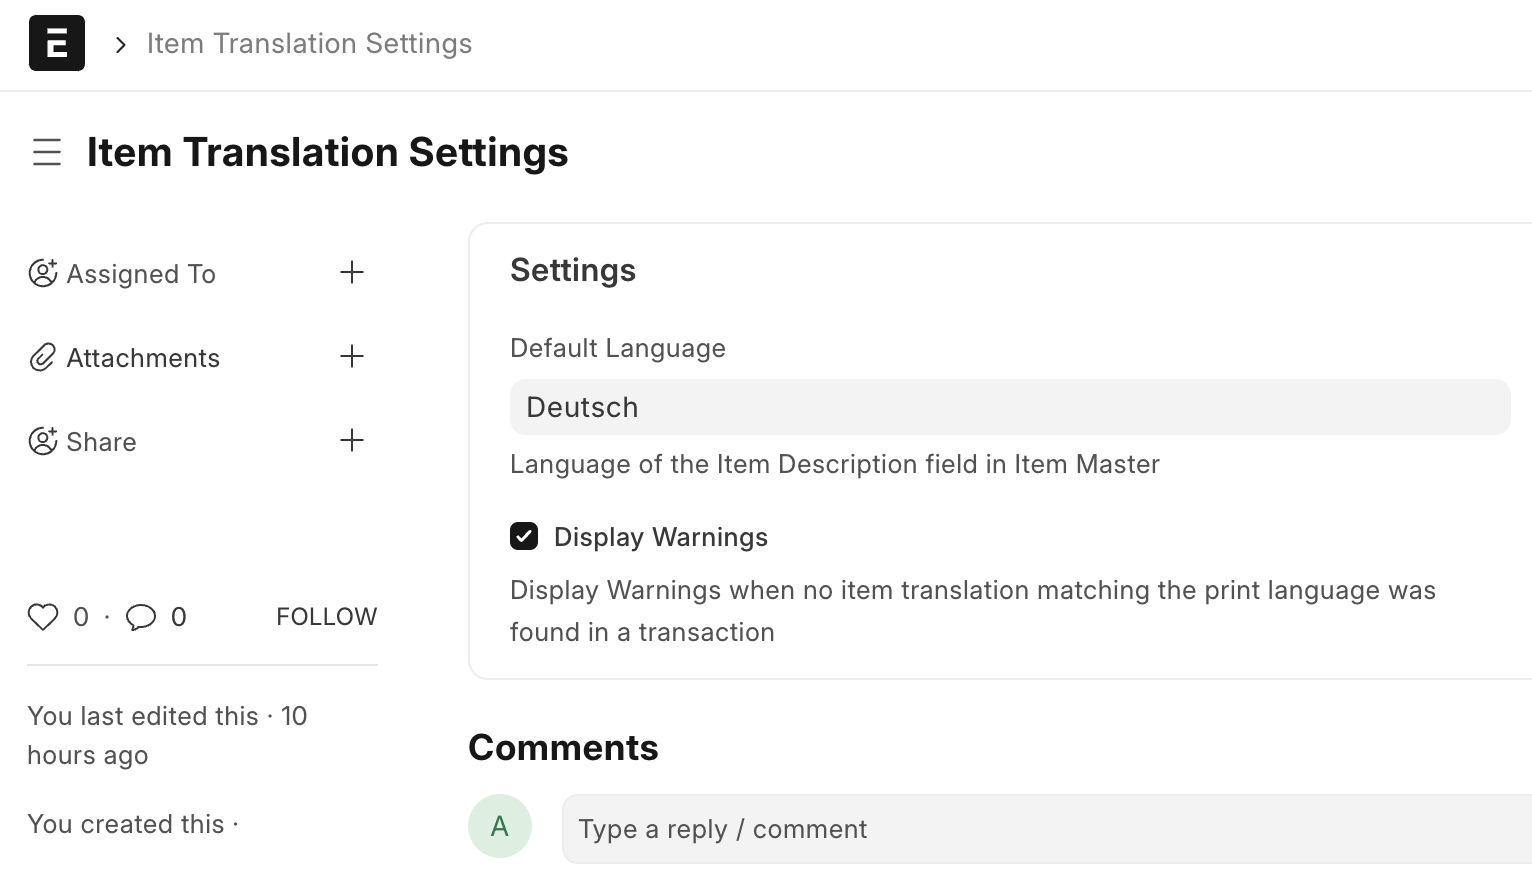 Item Translation Settings
Item Translation Settings
Assigned To
Attachments
Share
0 · 0 FOLLOW
You last edited this · 10
hours ago
You created this ·
Settings
Default Language
Deutsch
Language of the Item Description field in Item Master
Display Warnings
Display Warnings when no item translation matching the print language was
found in a transaction
Comments
A
Type a reply / comment